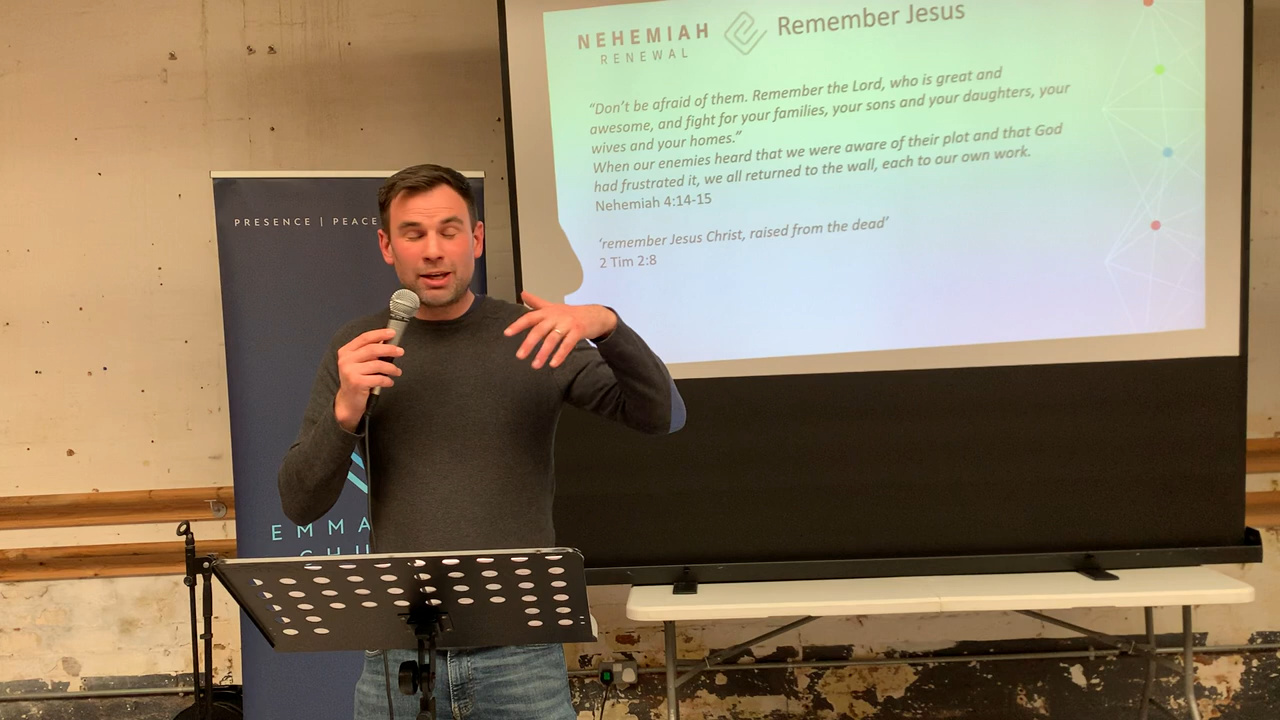 NEHEMIAH
RENEWAL
Remember Jesus
“Don’t be afraid of them. Remember the Lord, who is great and
awesome, and fight for your families, your sons and your daughters, your
wives and your homes.”
When our enemies heard that we were aware of their plot and that God
had frustrated it, we all returned to the wall, each to our own work.
Nehemiah 4:14-15
‘remember Jesus Christ, raised from the dead’
2 Tim 2:8
PRESENCE | PEACE
EMMA
CHU